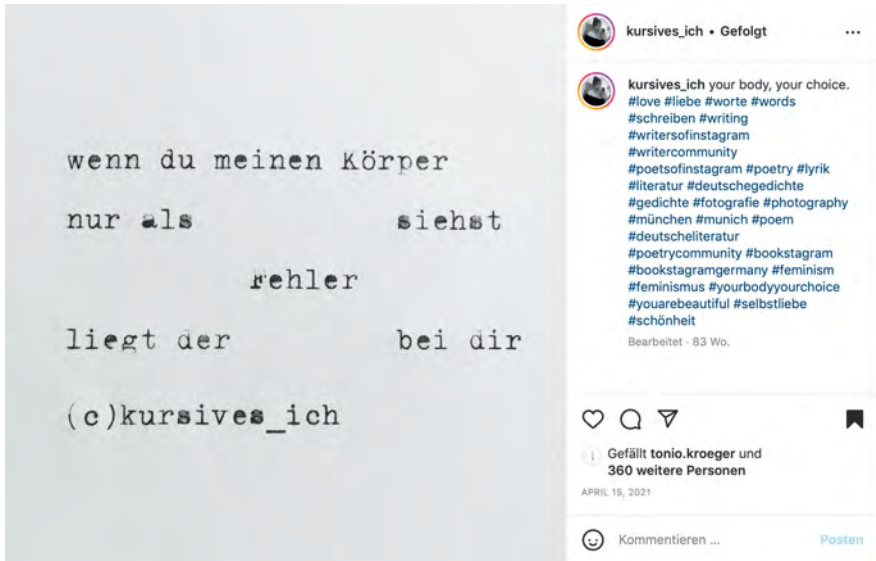 wenn du meinen Körper
nur als siehst
fehler
liegt der bei dir
(c)kursives_ich
kursives_ich • Gefolgt
kursives_ich your body, your choice.
#love #liebe #worte #words
#schreiben #writing
#writersofinstagram
#writercommunity
#poetsofinstagram #poetry #lyrik
#literatur #deutschegedichte
#gedichte #fotografie #photography
#münchen #munich #poem
#deutscheliteratur
#poetrycommunity #bookstagram
#bookstagramgermany #feminism
#feminismus #yourbodyyourchoice
#youarebeautiful #selbstliebe
#schönheit
Bearbeitet · 83 Wo.
Gefällt tonio.kroeger und
360 weitere Personen
APRIL 15, 2021
Kommentieren ...
Posten